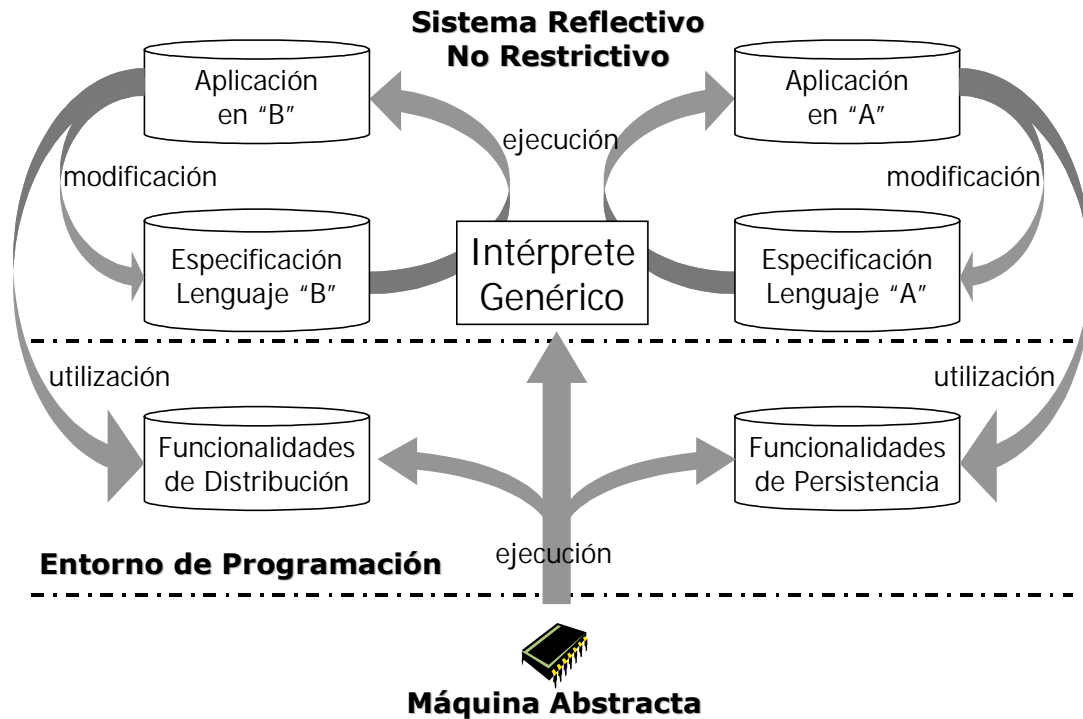 Sistema Reflectivo
No Restrictivo
Aplicación
en “B”
Aplicación
en “A”
ejecución
modificación
modificación
Especificación
Lenguaje “B”
Intérprete
Genérico
Especificación
Lenguaje “A”
utilización
utilización
Funcionalidades
de Distribución
Funcionalidades
de Persistencia
ejecución
Entorno de Programación
Máquina Abstracta